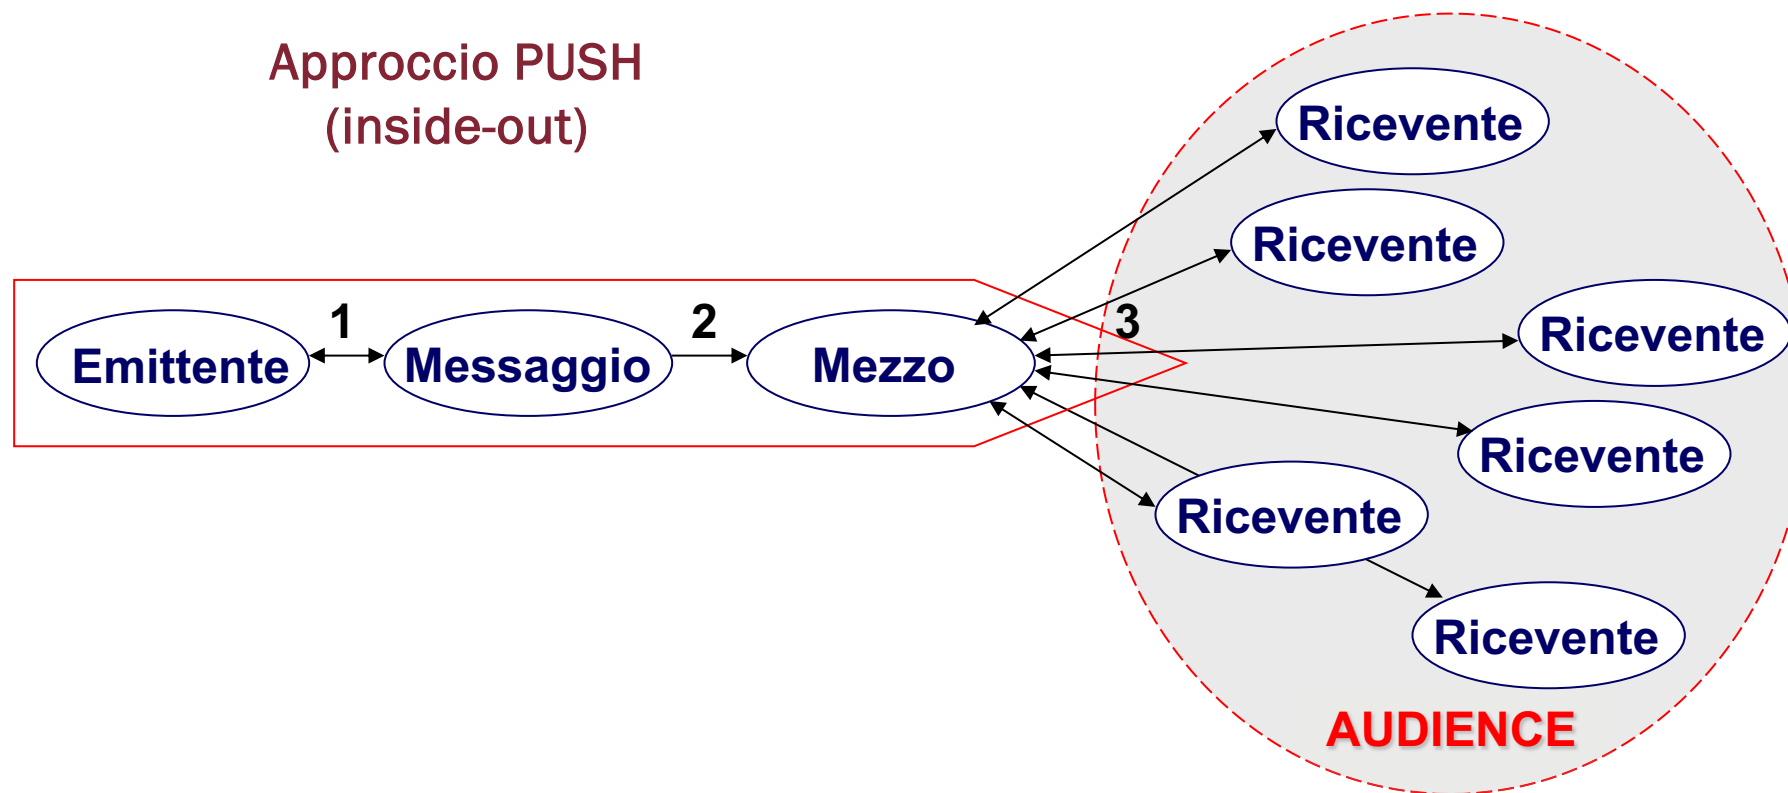 Approccio PUSH
(inside-out)
Ricevente
Ricevente
1
2
3
Emittente
Messaggio
Mezzo
Ricevente
Ricevente
Ricevente
Ricevente
AUDIENCE